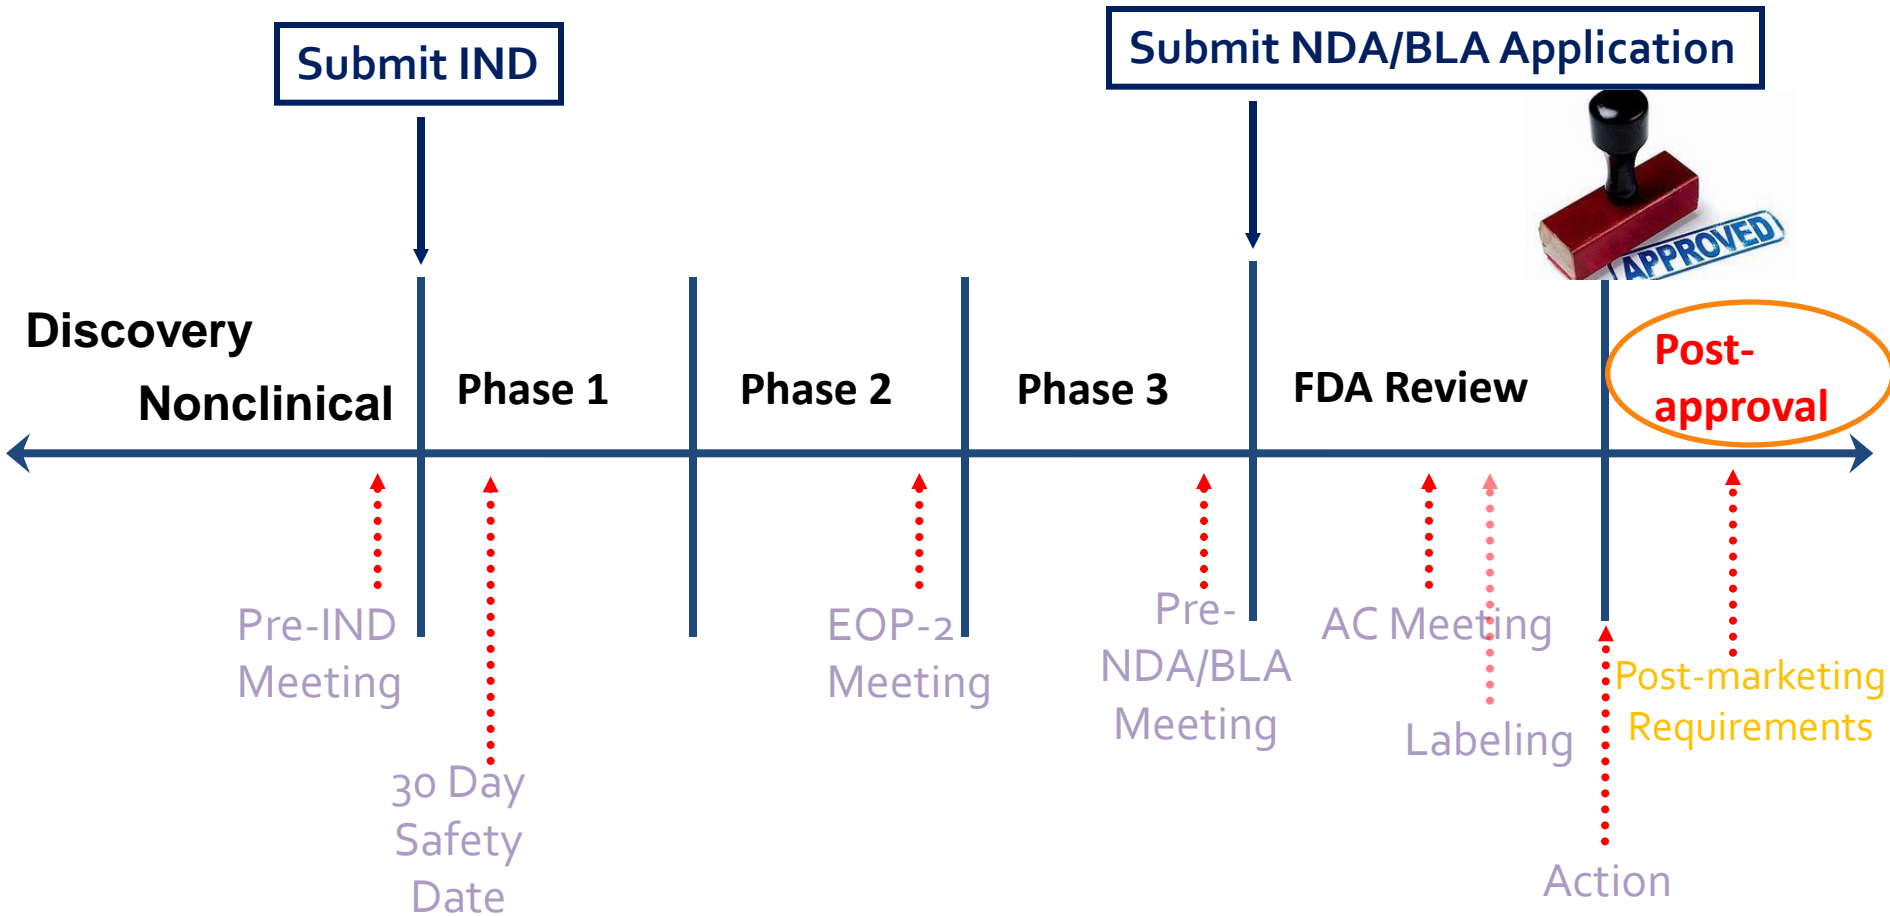 Submit IND
Submit NDA/BLA Application
APPROVED
Discovery
Nonclinical
Phase 1
Phase 2
Phase 3
FDA Review
Post-
approval
Pre-IND
Meeting
30 Day
Safety
Date
EOP-2
Meeting
Pre-
NDA/BLA
Meeting
AC Meeting
Labeling
Action
Post-marketing
Requirements